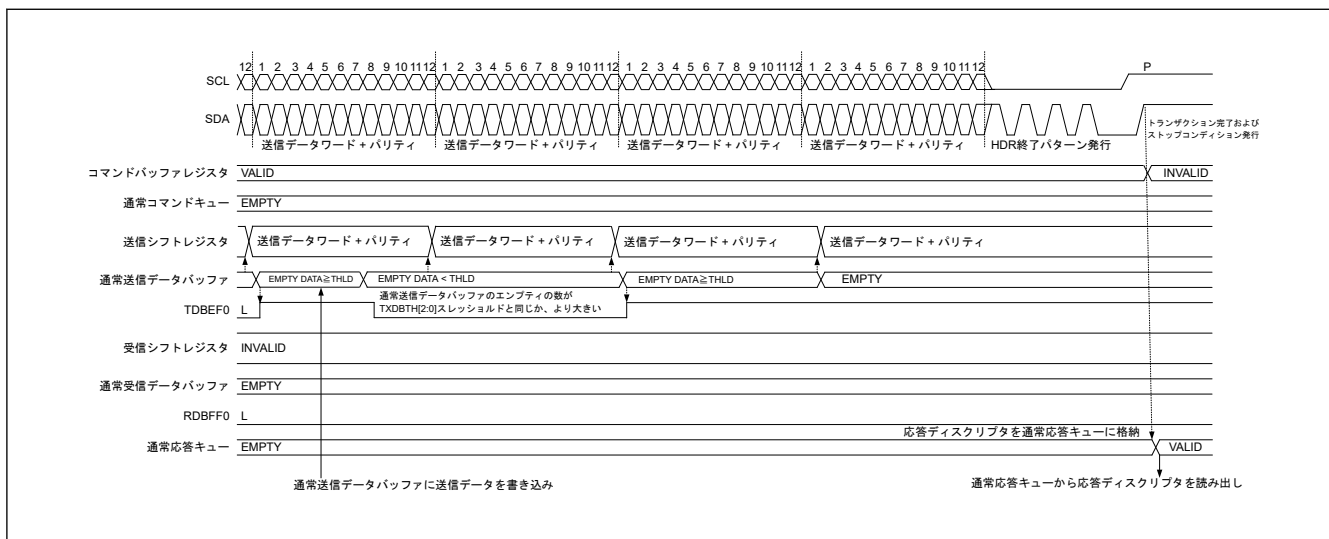 12 1 2 3 4 5 6 7 8 9 10 11 12 1 2 3 4 5 6 7 8 9 10 11 12 1 2 3 4 5 6 7 8 9 10 11 12 1 2 3 4 5 6 7 8 9 10 11 12 P
SCL
SDA
トランザクション完了および
ストップコンディション発行
送信データワード + パリティ 送信データワード + パリティ 送信データワード + パリティ 送信データワード + パリティ HDR終了パターン発行
コマンドバッファレジスタ VALID INVALID
通常コマンドキュー EMPTY
送信シフトレジスタ 送信データワード + パリティ 送信データワード + パリティ 送信データワード + パリティ 送信データワード + パリティ
通常送信データバッファ EMPTY DATA≧THLD EMPTY DATA < THLD EMPTY DATA≧THLD EMPTY
通常送信データバッファのエンプティの数が
TXDBTH[2:0]スレッショルドと同じか、より大きい
TDBEF0 L
受信シフトレジスタ INVALID
通常受信データバッファ EMPTY
RDBFF0 L
応答ディスクリプタを通常応答キューに格納
通常応答キュー EMPTY VALID
通常送信データバッファに送信データを書き込み 通常応答キューから応答ディスクリプタを読み出し